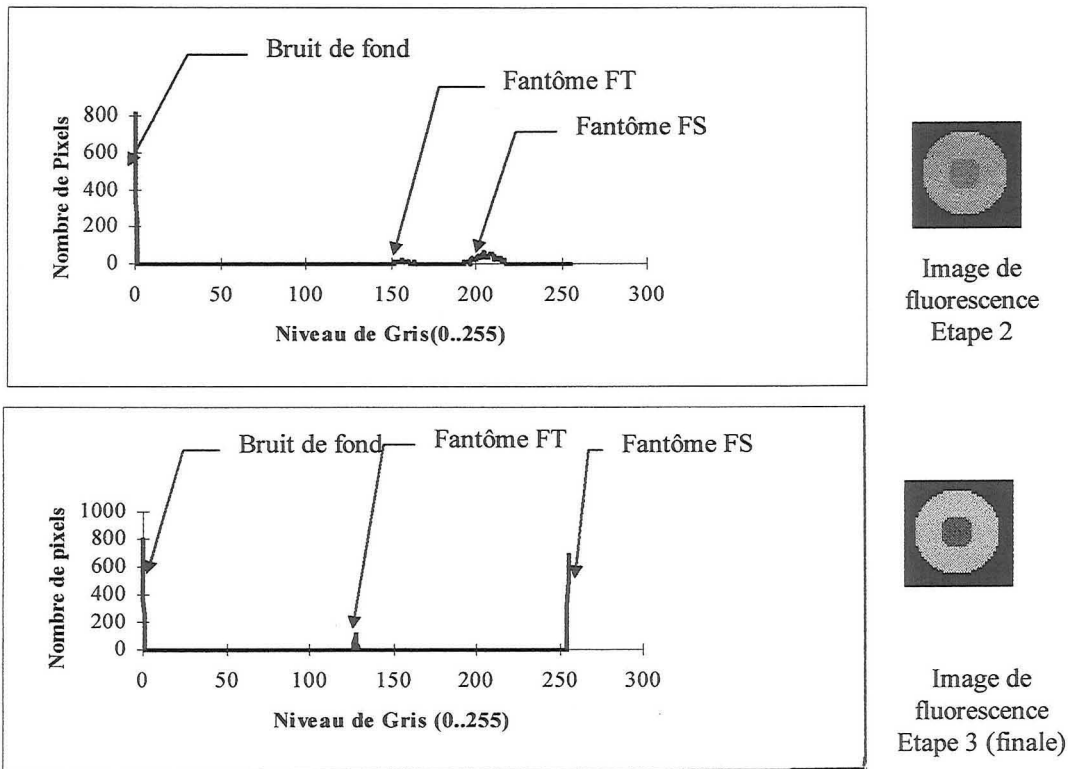 Bruit de fond
Fantôme FT
Fantôme FS
Nombre de Pixels
800
600
400
200
0
0 50 100 150 200 250 300
Niveau de Gris(0..255)
Image de
fluorescence
Etape 2
Bruit de fond Fantôme FT Fantôme FS
Nombre de pixels
1000
800
600
400
200
0
0 50 100 150 200 250 300
Niveau de Gris (0..255)
Image de
fluorescence
Etape 3 (finale)